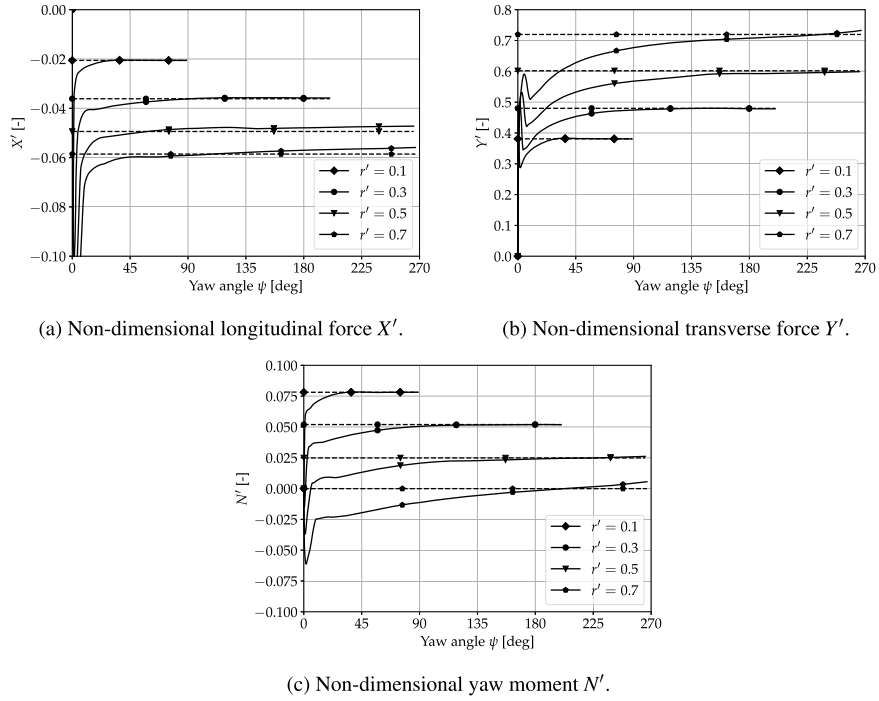 0.00
−0.02
−0.04
−0.06
−0.08
−0.10
X′ [-]
0 45 90 135 180 225 270
Yaw angle ψ [deg]
r′ = 0.1
r′ = 0.3
r′ = 0.5
r′ = 0.7
(a) Non-dimensional longitudinal force X′.
0.8
0.7
0.6
0.5
0.4
0.3
0.2
0.1
0.0
Y′ [-]
0 45 90 135 180 225 270
Yaw angle ψ [deg]
r′ = 0.1
r′ = 0.3
r′ = 0.5
r′ = 0.7
(b) Non-dimensional transverse force Y′.
0.100
0.075
0.050
0.025
0.000
−0.025
−0.050
−0.075
−0.100
N′ [-]
0 45 90 135 180 225 270
Yaw angle ψ [deg]
r′ = 0.1
r′ = 0.3
r′ = 0.5
r′ = 0.7
(c) Non-dimensional yaw moment N′.